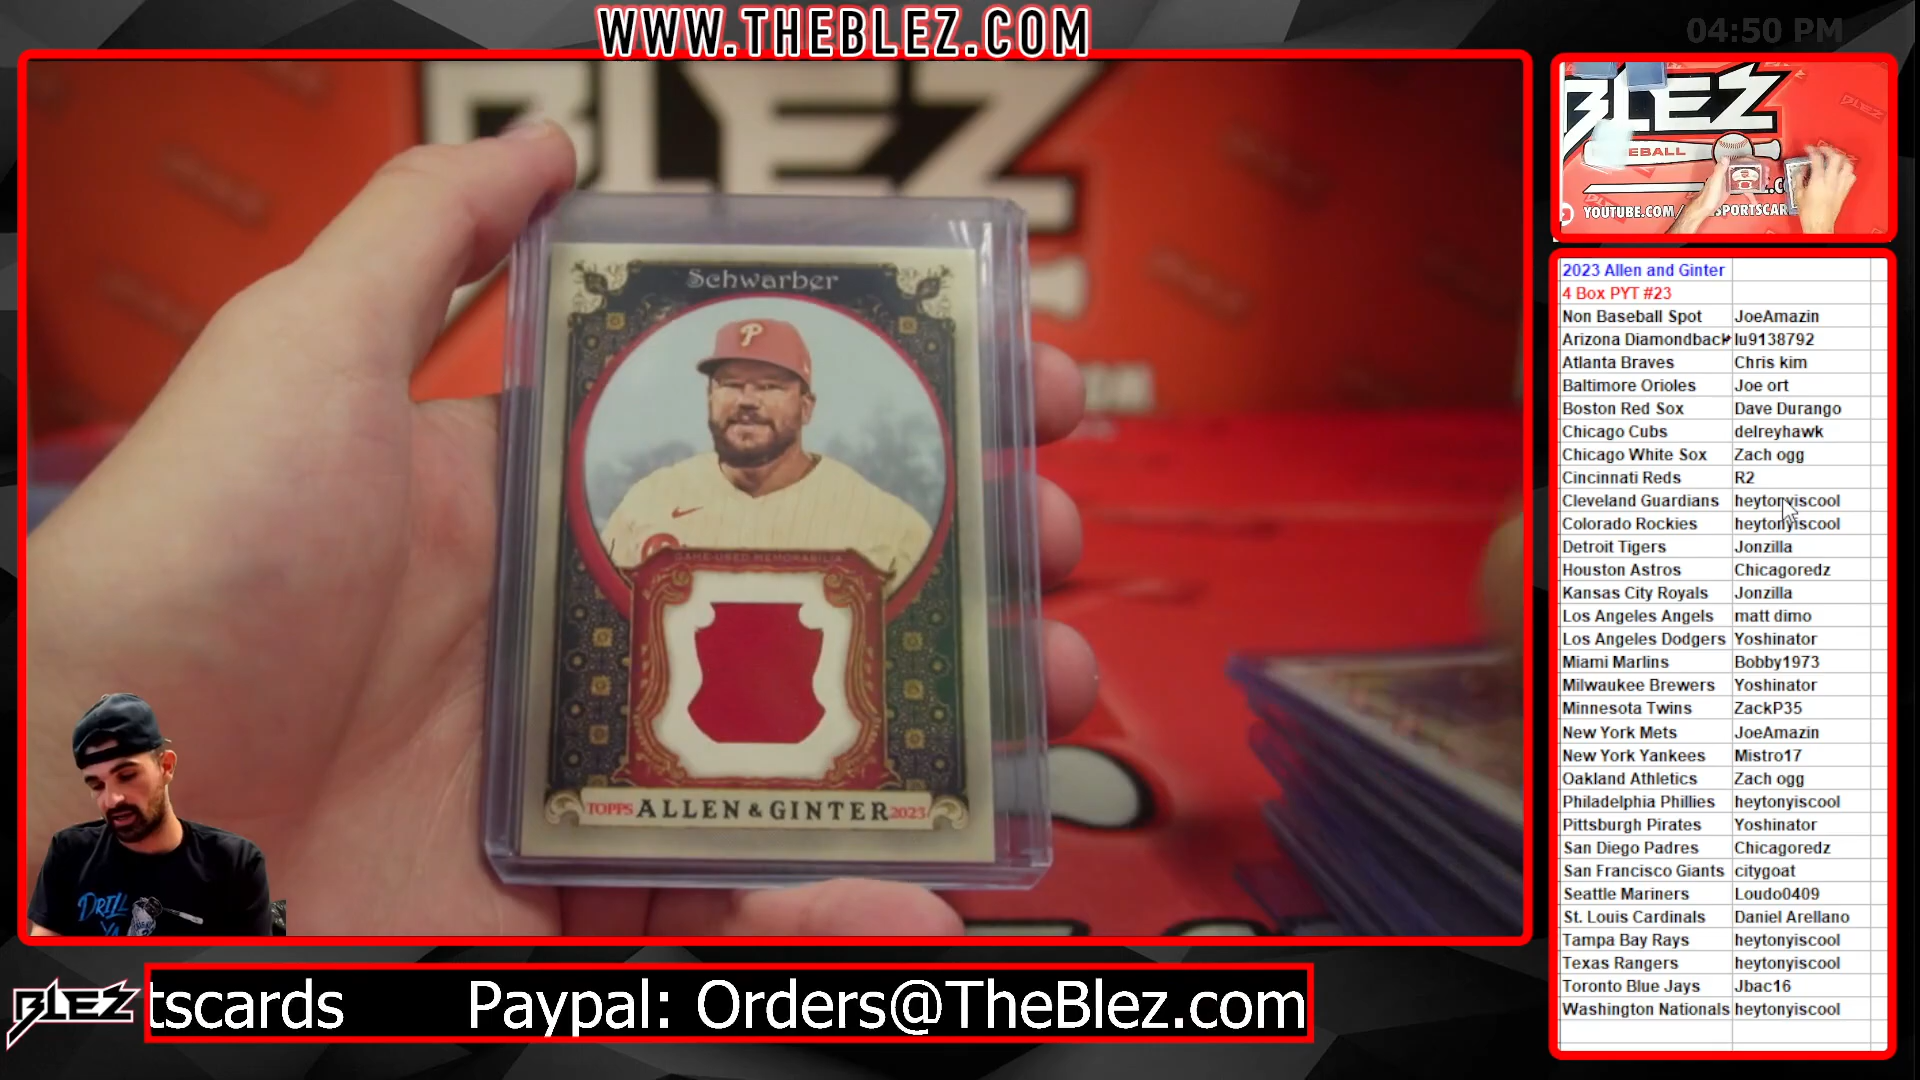 WWW.THEBLEZ.COM
04:50 PM
BLEZ
Schwarber
P
GAME-USED MEMORABILIA
TOPPS ALLEN & GINTER 2023
BLEZ
EBALL
YOUTUBE.COM/
SPORTSCAR
2023 Allen and Ginter
4 Box PYT #23
Non Baseball Spot JoeAmazin
Arizona Diamondback lu9138792
Atlanta Braves Chris kim
Baltimore Orioles Joe ort
Boston Red Sox Dave Durango
Chicago Cubs delreyhawk
Chicago White Sox Zach ogg
Cincinnati Reds R2
Cleveland Guardians heytonyiscool
Colorado Rockies heytonyiscool
Detroit Tigers Jonzilla
Houston Astros Chicagoredz
Kansas City Royals Jonzilla
Los Angeles Angels matt dimo
Los Angeles Dodgers Yoshinator
Miami Marlins Bobby1973
Milwaukee Brewers Yoshinator
Minnesota Twins ZackP35
New York Mets JoeAmazin
New York Yankees Mistro17
Oakland Athletics Zach ogg
Philadelphia Phillies heytonyiscool
Pittsburgh Pirates Yoshinator
San Diego Padres Chicagoredz
San Francisco Giants citygoat
Seattle Mariners Loudo0409
St. Louis Cardinals Daniel Arellano
Tampa Bay Rays heytonyiscool
Texas Rangers heytonyiscool
Toronto Blue Jays Jbac16
Washington Nationals heytonyiscool
DRILL
YA
BLEZ
tscards Paypal: Orders@TheBlez.com